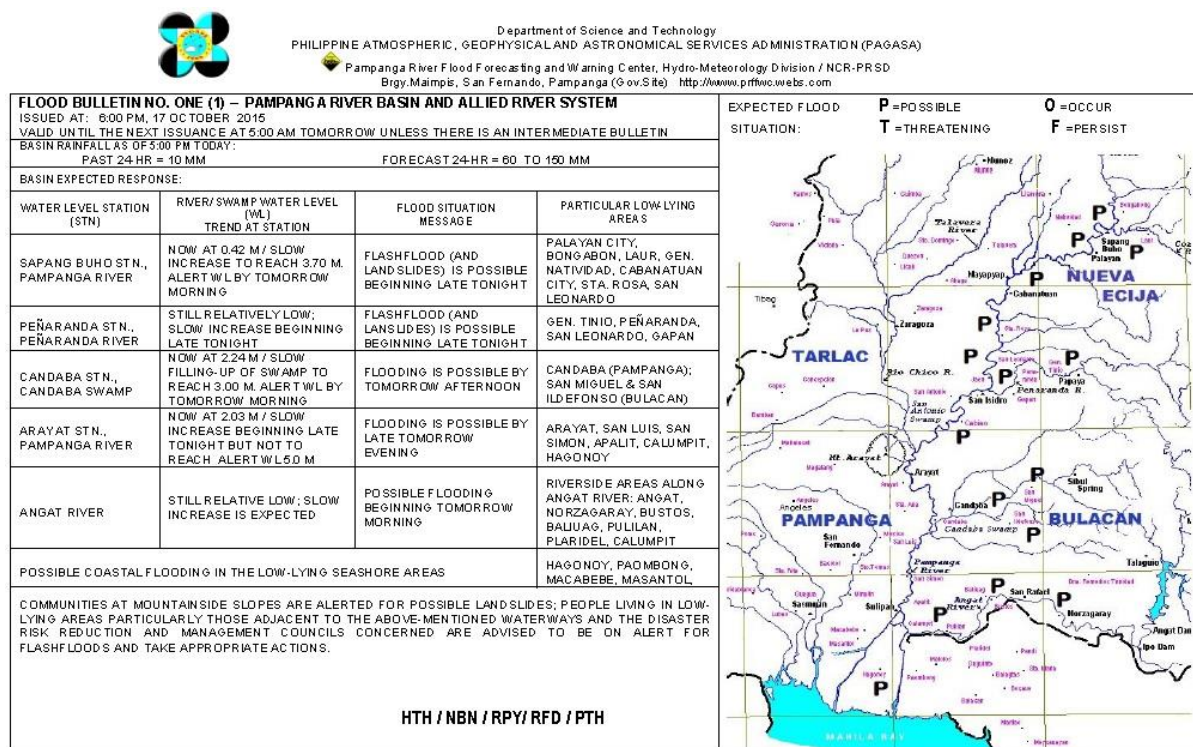 Department of Science and Technology
PHILIPPINE ATMOSPHERIC, GEOPHYSICAL AND ASTRONOMICAL SERVICES ADMINISTRATION (PAGASA)
Pampanga River Flood Forecasting and Warning Center, Hydro-Meteorology Division / NCR-PRSD
Brgy.Maimpis, San Fernando, Pampanga (Gov.Site) http://www.prffwc.webs.com
FLOOD BULLETIN NO. ONE (1) – PAMPANGA RIVER BASIN AND ALLIED RIVER SYSTEM
ISSUED AT: 6:00 PM, 17 OCTOBER 2015
VALID UNTIL THE NEXT ISSUANCE AT 5:00 AM TOMORROW UNLESS THERE IS AN INTERMEDIATE BULLETIN
BASIN RAINFALL AS OF 5:00 PM TODAY:
PAST 24-HR = 10 MM FORECAST 24-HR = 60 TO 150 MM
BASIN EXPECTED RESPONSE:
WATER LEVEL STATION
(STN)
RIVER/ SWAMP WATER LEVEL
(WL)
TREND AT STATION
FLOOD SITUATION
MESSAGE
PARTICULAR LOW-LYING
AREAS
SAPANG BUHO STN.,
PAMPANGA RIVER
NOW AT 0.42 M / SLOW
INCREASE TO REACH 3.70 M.
ALERT WL BY TOMORROW
MORNING
FLASHFLOOD (AND
LANDSLIDES) IS POSSIBLE
BEGINNING LATE TONIGHT
PALAYAN CITY,
BONGABON, LAUR, GEN.
NATIVIDAD, CABANATUAN
CITY, STA. ROSA, SAN
LEONARDO
PEÑARANDA STN.,
PEÑARANDA RIVER
STILL RELATIVELY LOW;
SLOW INCREASE BEGINNING
LATE TONIGHT
FLASHFLOOD (AND
LANSLIDES) IS POSSIBLE
BEGINNING LATE TONIGHT
GEN. TINIO, PEÑARANDA,
SAN LEONARDO, GAPAN
CANDABA STN.,
CANDABA SWAMP
NOW AT 2.24 M / SLOW
FILLING-UP OF SWAMP TO
REACH 3.00 M. ALERT WL BY
TOMORROW MORNING
FLOODING IS POSSIBLE BY
TOMORROW AFTERNOON
CANDABA (PAMPANGA);
SAN MIGUEL & SAN
ILDEFONSO (BULACAN)
ARAYAT STN.,
PAMPANGA RIVER
NOW AT 2.03 M / SLOW
INCREASE BEGINNING LATE
TONIGHT BUT NOT TO
REACH ALERT WL 5.0 M
FLOODING IS POSSIBLE BY
LATE TOMORROW
EVENING
ARAYAT, SAN LUIS, SAN
SIMON, APALIT, CALUMPIT,
HAGONOY
ANGAT RIVER
STILL RELATIVE LOW; SLOW
INCREASE IS EXPECTED
POSSIBLE FLOODING
BEGINNING TOMORROW
MORNING
RIVERSIDE AREAS ALONG
ANGAT RIVER: ANGAT,
NORZAGARAY, BUSTOS,
BALIUAG, PULILAN,
PLARIDEL, CALUMPIT
POSSIBLE COASTAL FLOODING IN THE LOW-LYING SEASHORE AREAS
HAGONOY, PAOMBONG,
MACABEBE, MASANTOL,
COMMUNITIES AT MOUNTAINSIDE SLOPES ARE ALERTED FOR POSSIBLE LANDSLIDES; PEOPLE LIVING IN LOW-
LYING AREAS PARTICULARLY THOSE ADJACENT TO THE ABOVE-MENTIONED WATERWAYS AND THE DISASTER
RISK REDUCTION AND MANAGEMENT COUNCILS CONCERNED ARE ADVISED TO BE ON ALERT FOR
FLASHFLOODS AND TAKE APPROPRIATE ACTIONS.
HTH / NBN / RPY/ RFD / PTH
EXPECTED FLOOD P =POSSIBLE O =OCCUR
SITUATION: T =THREATENING F =PERSIST
Munoz
Talavera
River
P
P
Sapang
Buho
Palayan
P
Mayapyap
P
NUEVA
ECIJA
Cabanatuan
Tibag
Zaragoza
P
TARLAC
P
P
P
Rio Chico R.
Papaya
Penaranda R.
San Isidro
San
Antonio
Swamp
P
Mt. Arayat
Arayat
P
Sibul
Spring
Candaba
P
Candaba Swamp
PAMPANGA
BULACAN
Angeles
San
Fernando
P
Pampanga
River
Talaguio
Sasmuan
Sulipan
P
San Rafael
Angat
River
P
P
Norzagaray
Angat Dam
Ipo Dam
P
MANILA BAY